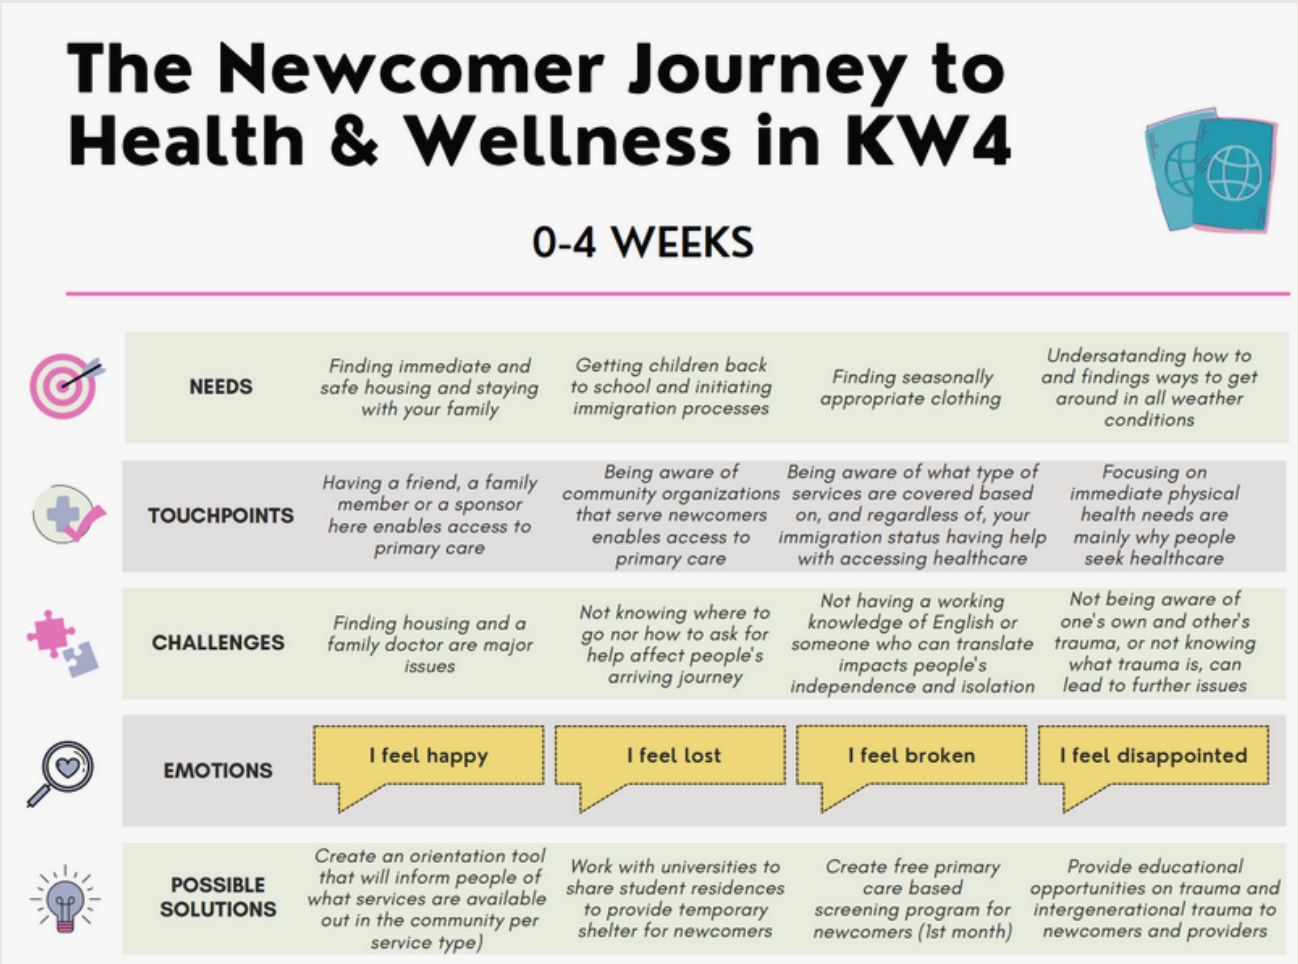 The Newcomer Journey to
Health & Wellness in KW4
0-4 WEEKS
NEEDS
Finding immediate and
safe housing and staying
with your family
Getting children back
to school and initiating
immigration processes
Finding seasonally
appropriate clothing
Undersatanding how to
and findings ways to get
around in all weather
conditions
TOUCHPOINTS
Having a friend, a family
member or a sponsor
here enables access to
primary care
Being aware of
community organizations
that serve newcomers
enables access to
primary care
Being aware of what type of
services are covered based
on, and regardless of, your
immigration status having help
with accessing healthcare
Focusing on
immediate physical
health needs are
mainly why people
seek healthcare
CHALLENGES
Finding housing and a
family doctor are major
issues
Not knowing where to
go nor how to ask for
help affect people's
arriving journey
Not having a working
knowledge of English or
someone who can translate
impacts people's
independence and isolation
Not being aware of
one's own and other's
trauma, or not knowing
what trauma is, can
lead to further issues
EMOTIONS
I feel happy
I feel lost
I feel broken
I feel disappointed
POSSIBLE
SOLUTIONS
Create an orientation tool
that will inform people of
what services are available
out in the community per
service type)
Work with universities to
share student residences
to provide temporary
shelter for newcomers
Create free primary
care based
screening program for
newcomers (1st month)
Provide educational
opportunities on trauma and
intergenerational trauma to
newcomers and providers